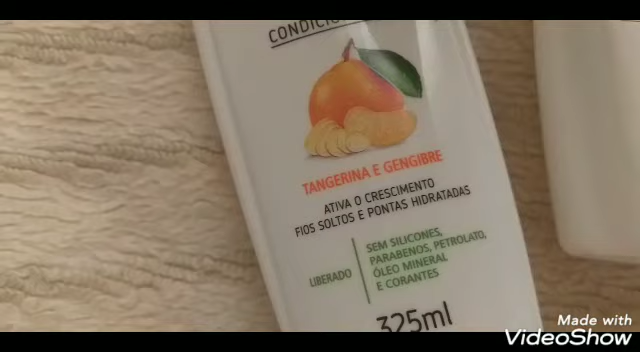 TANGERINA E GENGIBRE
ATIVA O CRESCIMENTO
FIOS SOLTOS E PONTAS HIDRATADAS
LIBERADO
SEM SILICONES,
PARABENOS, PETROLATO,
ÓLEO MINERAL
E CORANTES
325ml
Made with
VideoShow